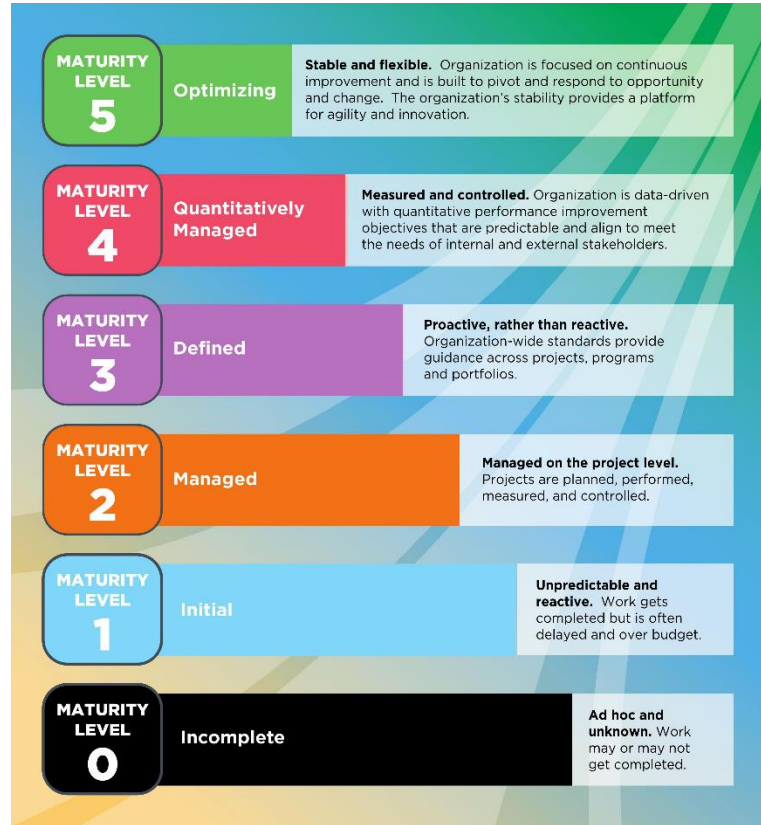 MATURITY
LEVEL
5
Optimizing
Stable and flexible. Organization is focused on continuous
improvement and is built to pivot and respond to opportunity
and change. The organization's stability provides a platform
for agility and innovation.
MATURITY
LEVEL
4
Quantitatively
Managed
Measured and controlled. Organization is data-driven
with quantitative performance improvement
objectives that are predictable and align to meet
the needs of internal and external stakeholders.
MATURITY
LEVEL
3
Defined
Proactive, rather than reactive.
Organization-wide standards provide
guidance across projects, programs
and portfolios.
MATURITY
LEVEL
2
Managed
Managed on the project level.
Projects are planned, performed,
measured, and controlled.
MATURITY
LEVEL
1
Initial
Unpredictable and
reactive. Work gets
completed but is often
delayed and over budget.
MATURITY
LEVEL
0
Incomplete
Ad hoc and
unknown. Work
may or may not
get completed.